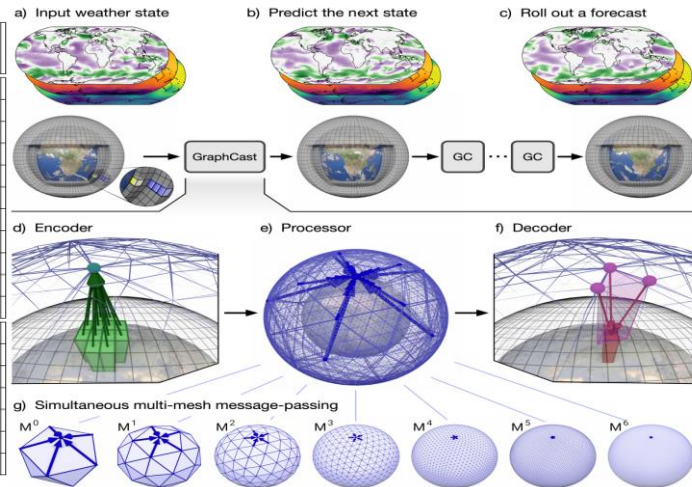 a) Input weather state
b) Predict the next state
c) Roll out a forecast
GraphCast
GC ... GC
d) Encoder
e) Processor
f) Decoder
g) Simultaneous multi-mesh message-passing
M⁰ M¹ M² M³ M⁴ M⁵ M⁶